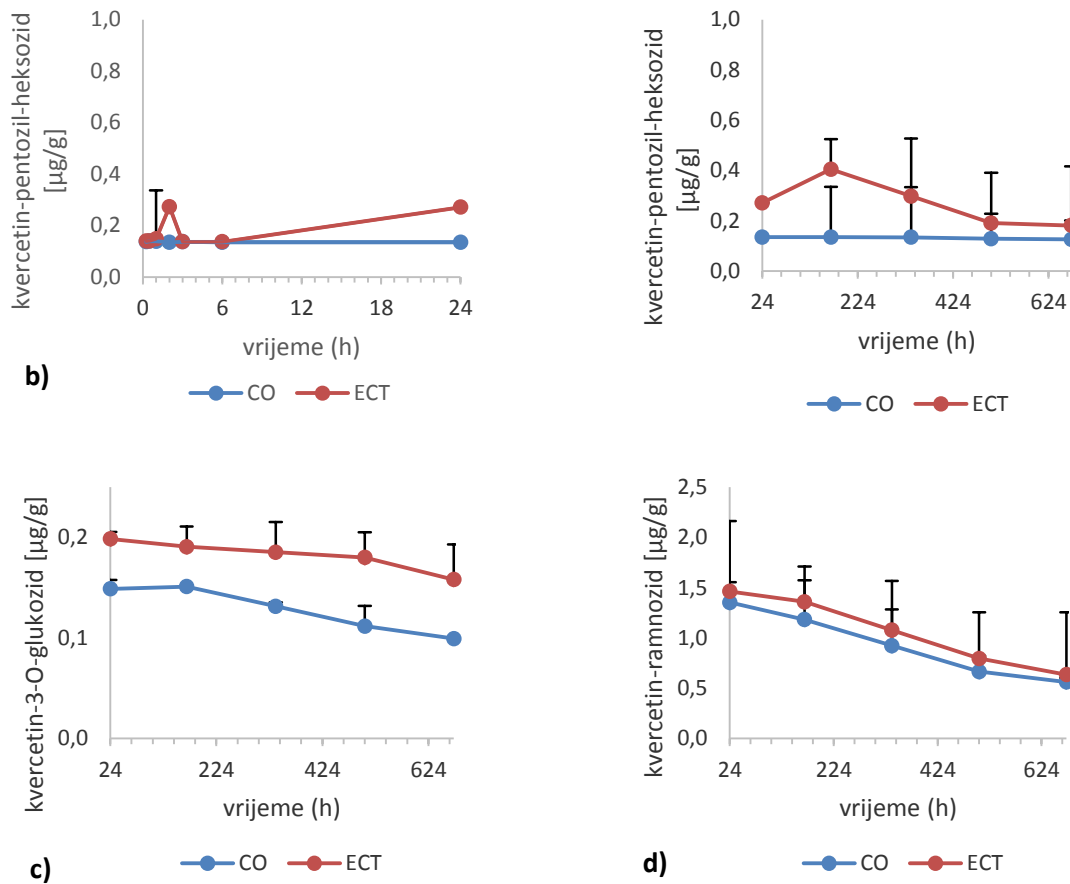 kvercetin-pentozil-heksozid
[µg/g]
1,0
0,8
0,6
0,4
0,2
0,0
0
6
12
18
24
vrijeme (h)
b)
CO
ECT
kvercetin-pentozil-heksozid
[µg/g]
1,0
0,8
0,6
0,4
0,2
0,0
24
224
424
624
vrijeme (h)
CO
ECT
kvercetin-3-O-glukozid [µg/g]
0,2
0,1
0,0
24
224
424
624
vrijeme (h)
c)
CO
ECT
kvercetin-ramnozid [µg/g]
2,5
2,0
1,5
1,0
0,5
0,0
24
224
424
624
vrijeme (h)
d)
CO
ECT